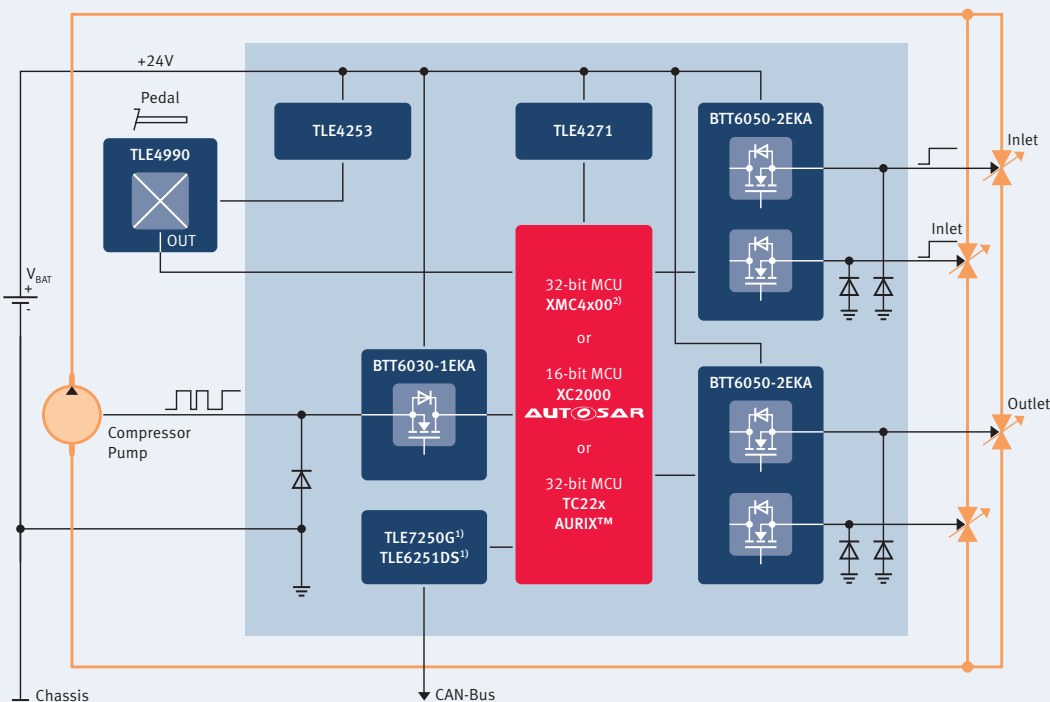 +24V
Pedal
TLE4990
OUT
TLE4253
TLE4271
BTT6050-2EKA
Inlet
Inlet
V_BAT
+
-
32-bit MCU
XMC4x00²⁾
or
16-bit MCU
XC2000
AUTOSAR
or
32-bit MCU
TC22x
AURIX™
BTT6030-1EKA
BTT6050-2EKA
Outlet
Compressor
Pump
TLE7250G¹⁾
TLE6251DS¹⁾
Chassis
CAN-Bus